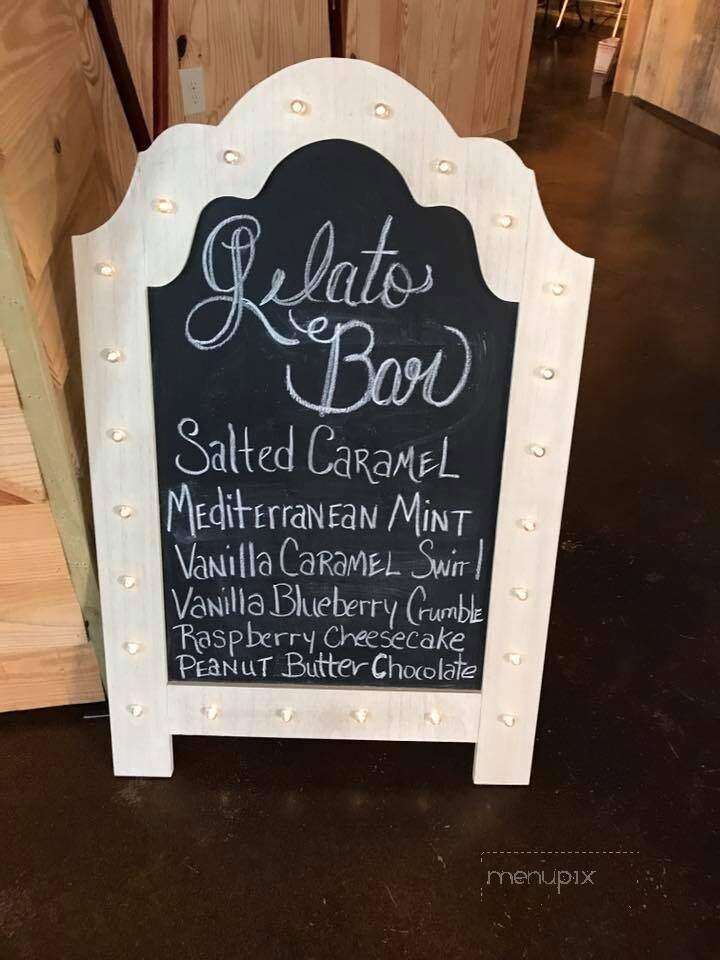 Gelato
Bar
Salted CARAMEL
MEDITERRANEAN MINT
VANilla CARAMEL Swirl
VANilla Blueberry Crumble
Raspberry Cheesecake
PEANUT Butter Chocolate
menupix